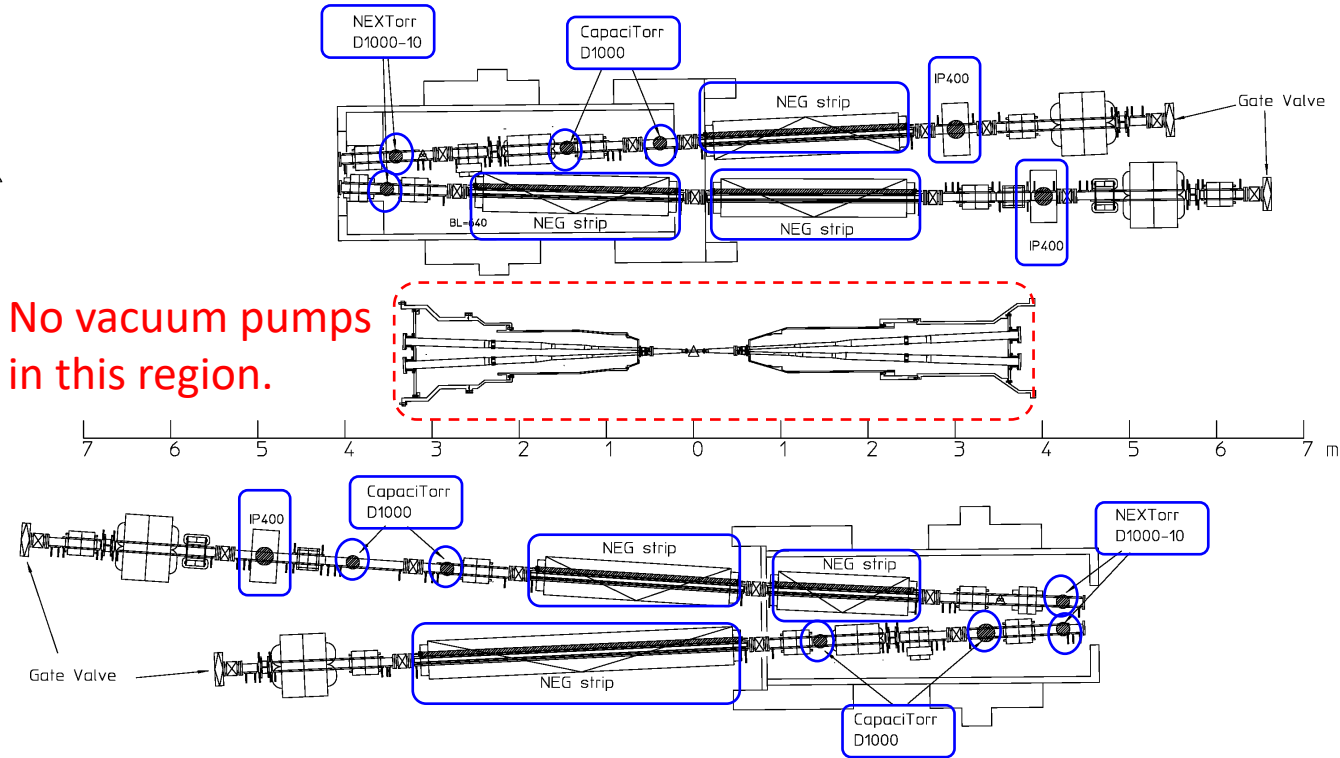 NEXTorr
D1000-10
CapaciTorr
D1000
IP400
NEG strip
Gate Valve
BL=640
NEG strip
NEG strip
IP400
No vacuum pumps
in this region.
7 6 5 4 3 2 1 0 1 2 3 4 5 6 7 m
CapaciTorr
D1000
IP400
NEG strip
NEG strip
NEXTorr
D1000-10
Gate Valve
NEG strip
CapaciTorr
D1000